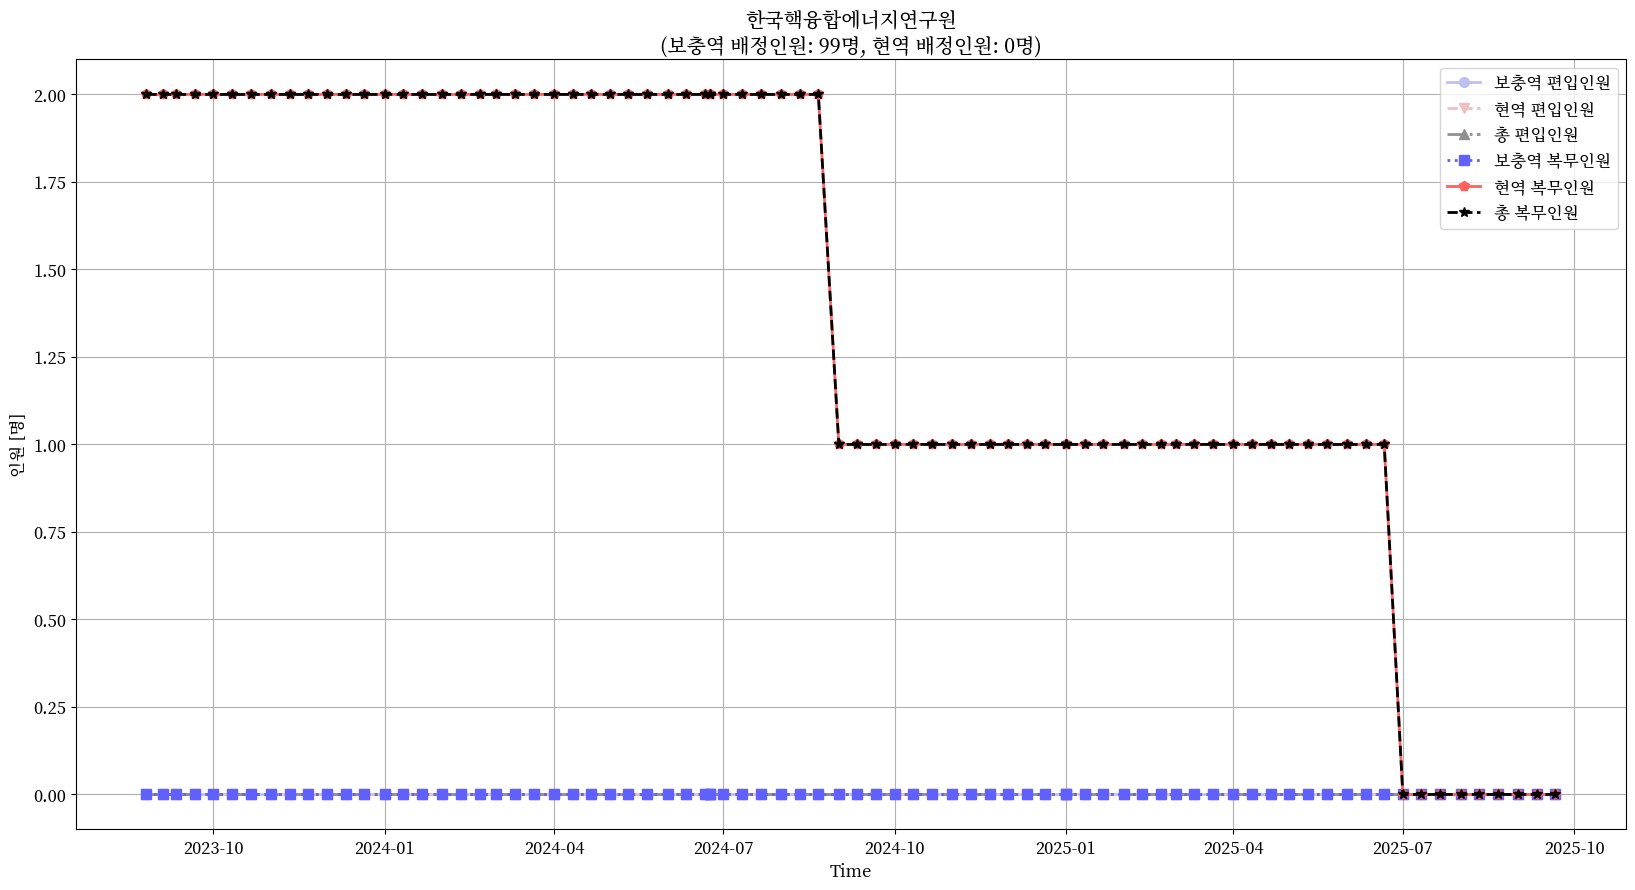 한국핵융합에너지연구원
(보충역 배정인원: 99명, 현역 배정인원: 0명)
보충역 편입인원
현역 편입인원
총 편입인원
보충역 복무인원
현역 복무인원
총 복무인원
인원 [명]
2.00
1.75
1.50
1.25
1.00
0.75
0.50
0.25
0.00
2023-10
2024-01
2024-04
2024-07
2024-10
2025-01
2025-04
2025-07
2025-10
Time